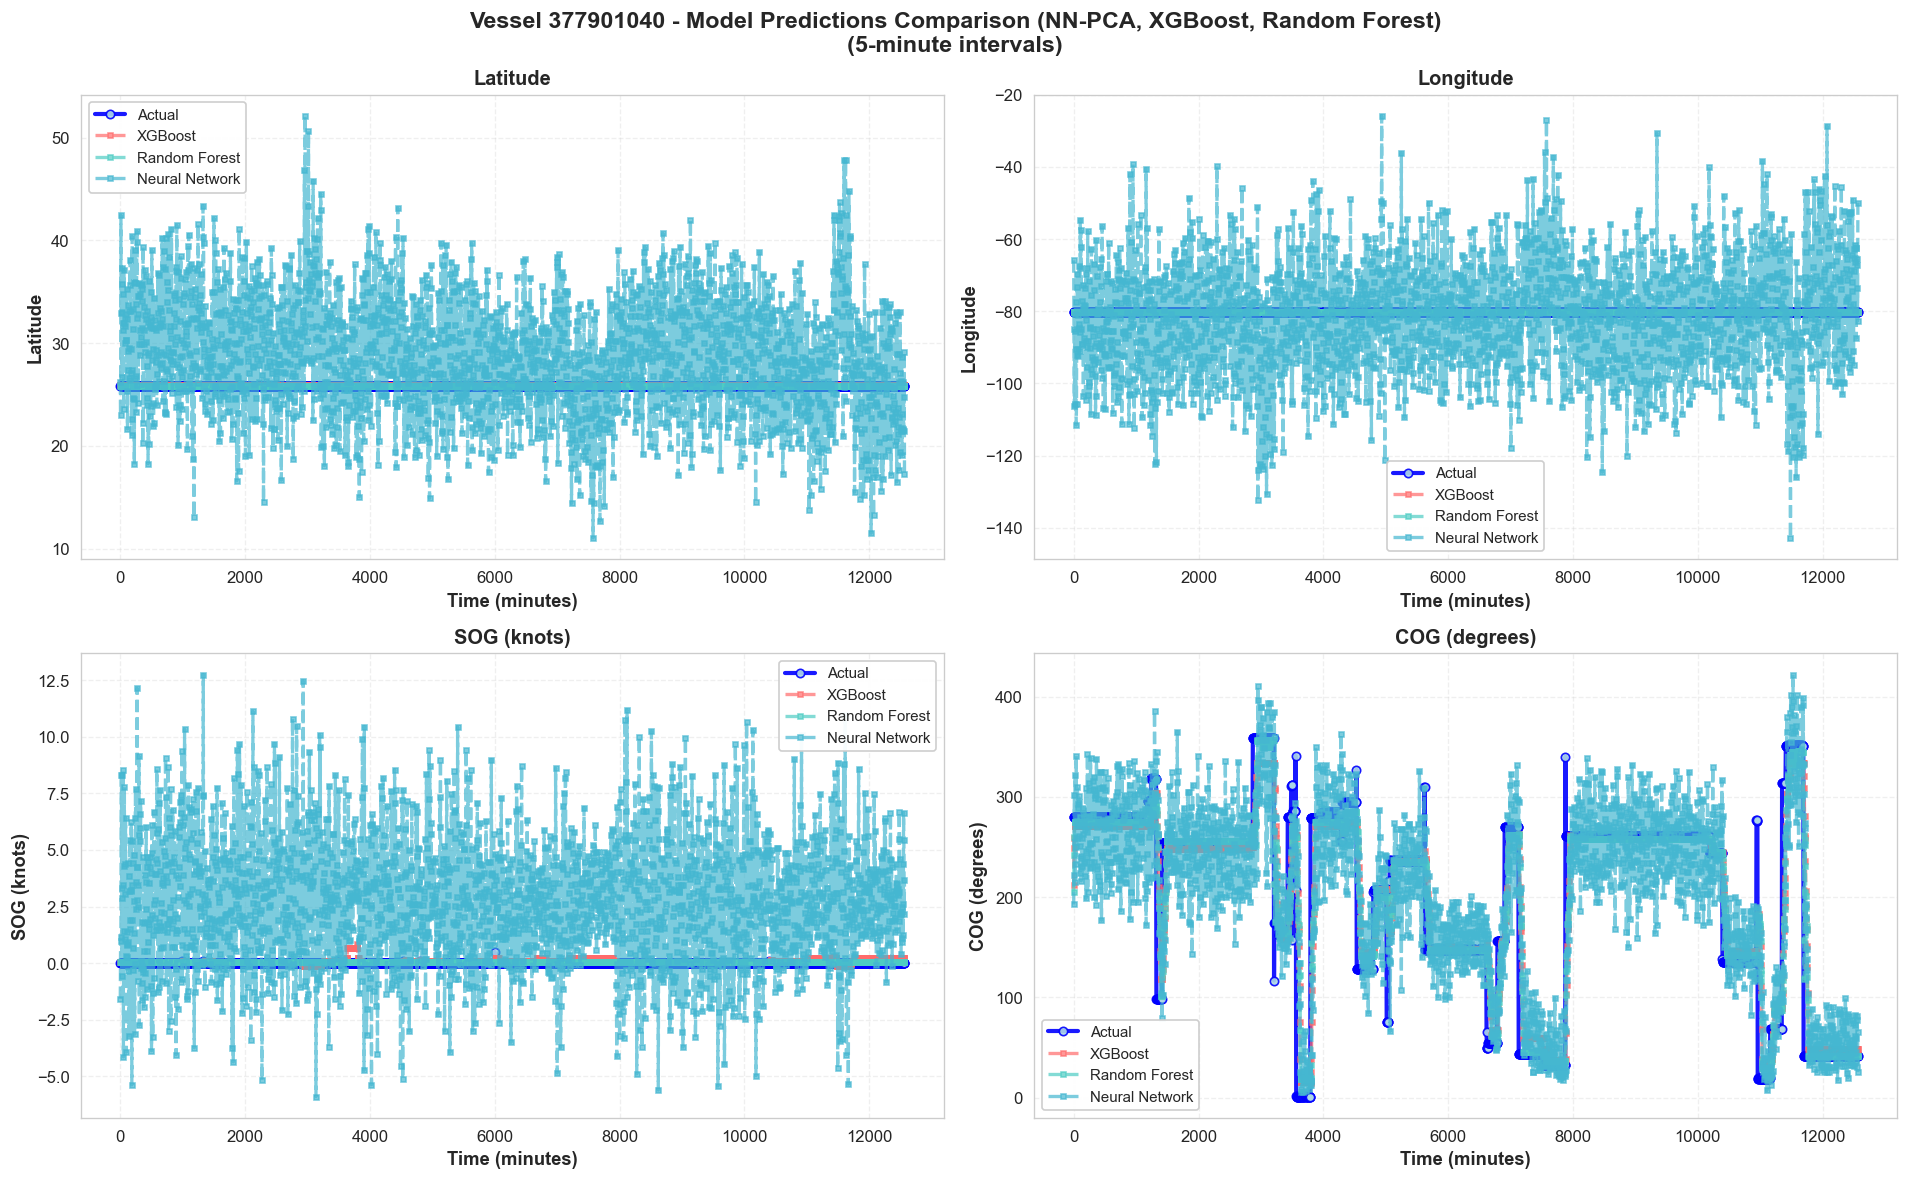 Vessel 377901040 - Model Predictions Comparison (NN-PCA, XGBoost, Random Forest)
(5-minute intervals)
Latitude
Latitude
50
40
30
20
10
Actual
XGBoost
Random Forest
Neural Network
0
2000
4000
6000
8000
10000
12000
Time (minutes)
Longitude
Longitude
−20
−40
−60
−80
−100
−120
−140
Actual
XGBoost
Random Forest
Neural Network
0
2000
4000
6000
8000
10000
12000
Time (minutes)
SOG (knots)
SOG (knots)
12.5
10.0
7.5
5.0
2.5
0.0
−2.5
−5.0
Actual
XGBoost
Random Forest
Neural Network
0
2000
4000
6000
8000
10000
12000
Time (minutes)
COG (degrees)
COG (degrees)
400
300
200
100
0
Actual
XGBoost
Random Forest
Neural Network
0
2000
4000
6000
8000
10000
12000
Time (minutes)